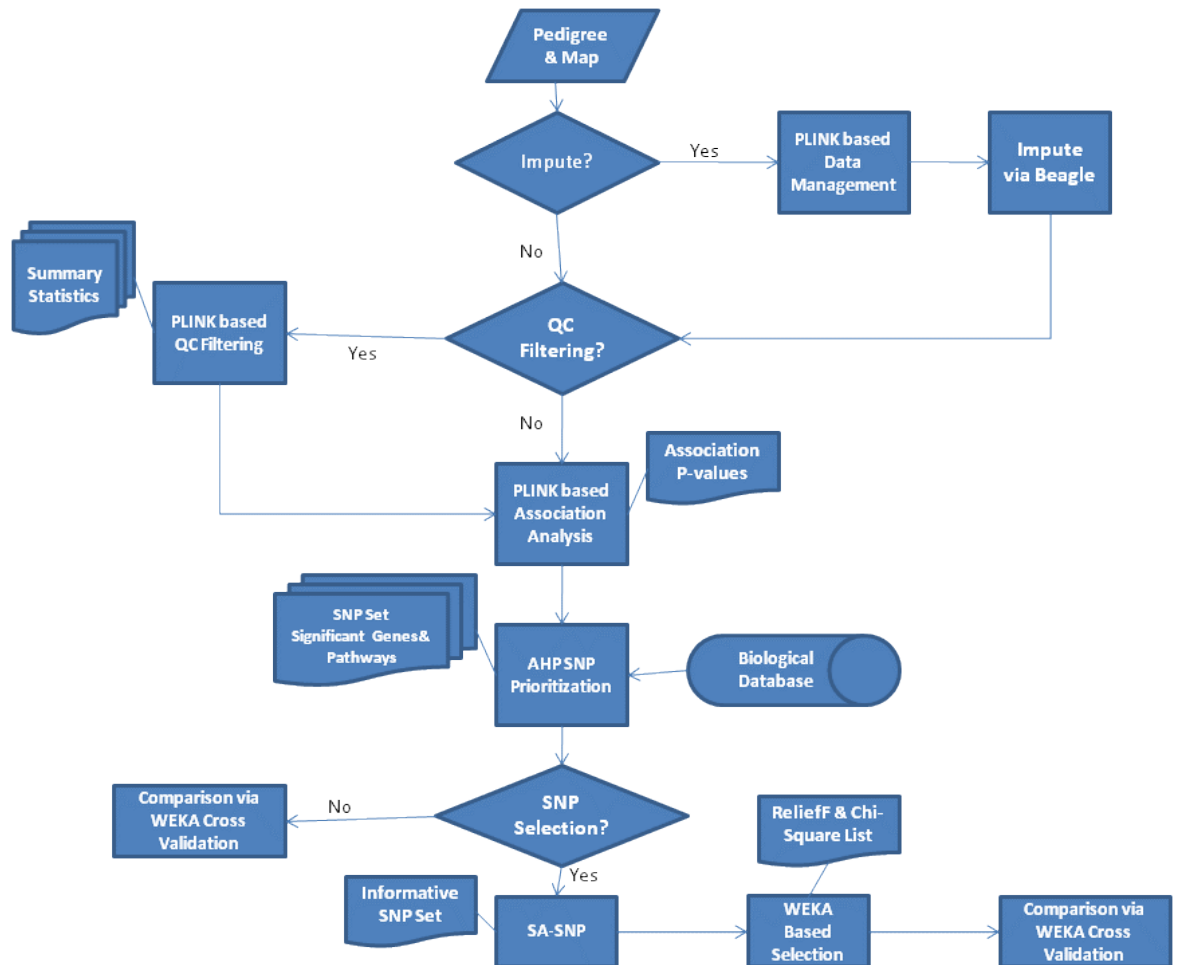 Pedigree
& Map
Impute?
Yes
PLINK based
Data
Management
Impute
via Beagle
No
Summary
Statistics
PLINK based
QC Filtering
Yes
QC
Filtering?
No
Association
P-values
PLINK based
Association
Analysis
SNP Set
Significant Genes&
Pathways
AHP SNP
Prioritization
Biological
Database
Comparison via
WEKA Cross
Validation
No
SNP
Selection?
ReliefF & Chi-
Square List
Yes
Informative
SNP Set
SA-SNP
WEKA
Based
Selection
Comparison via
WEKA Cross
Validation